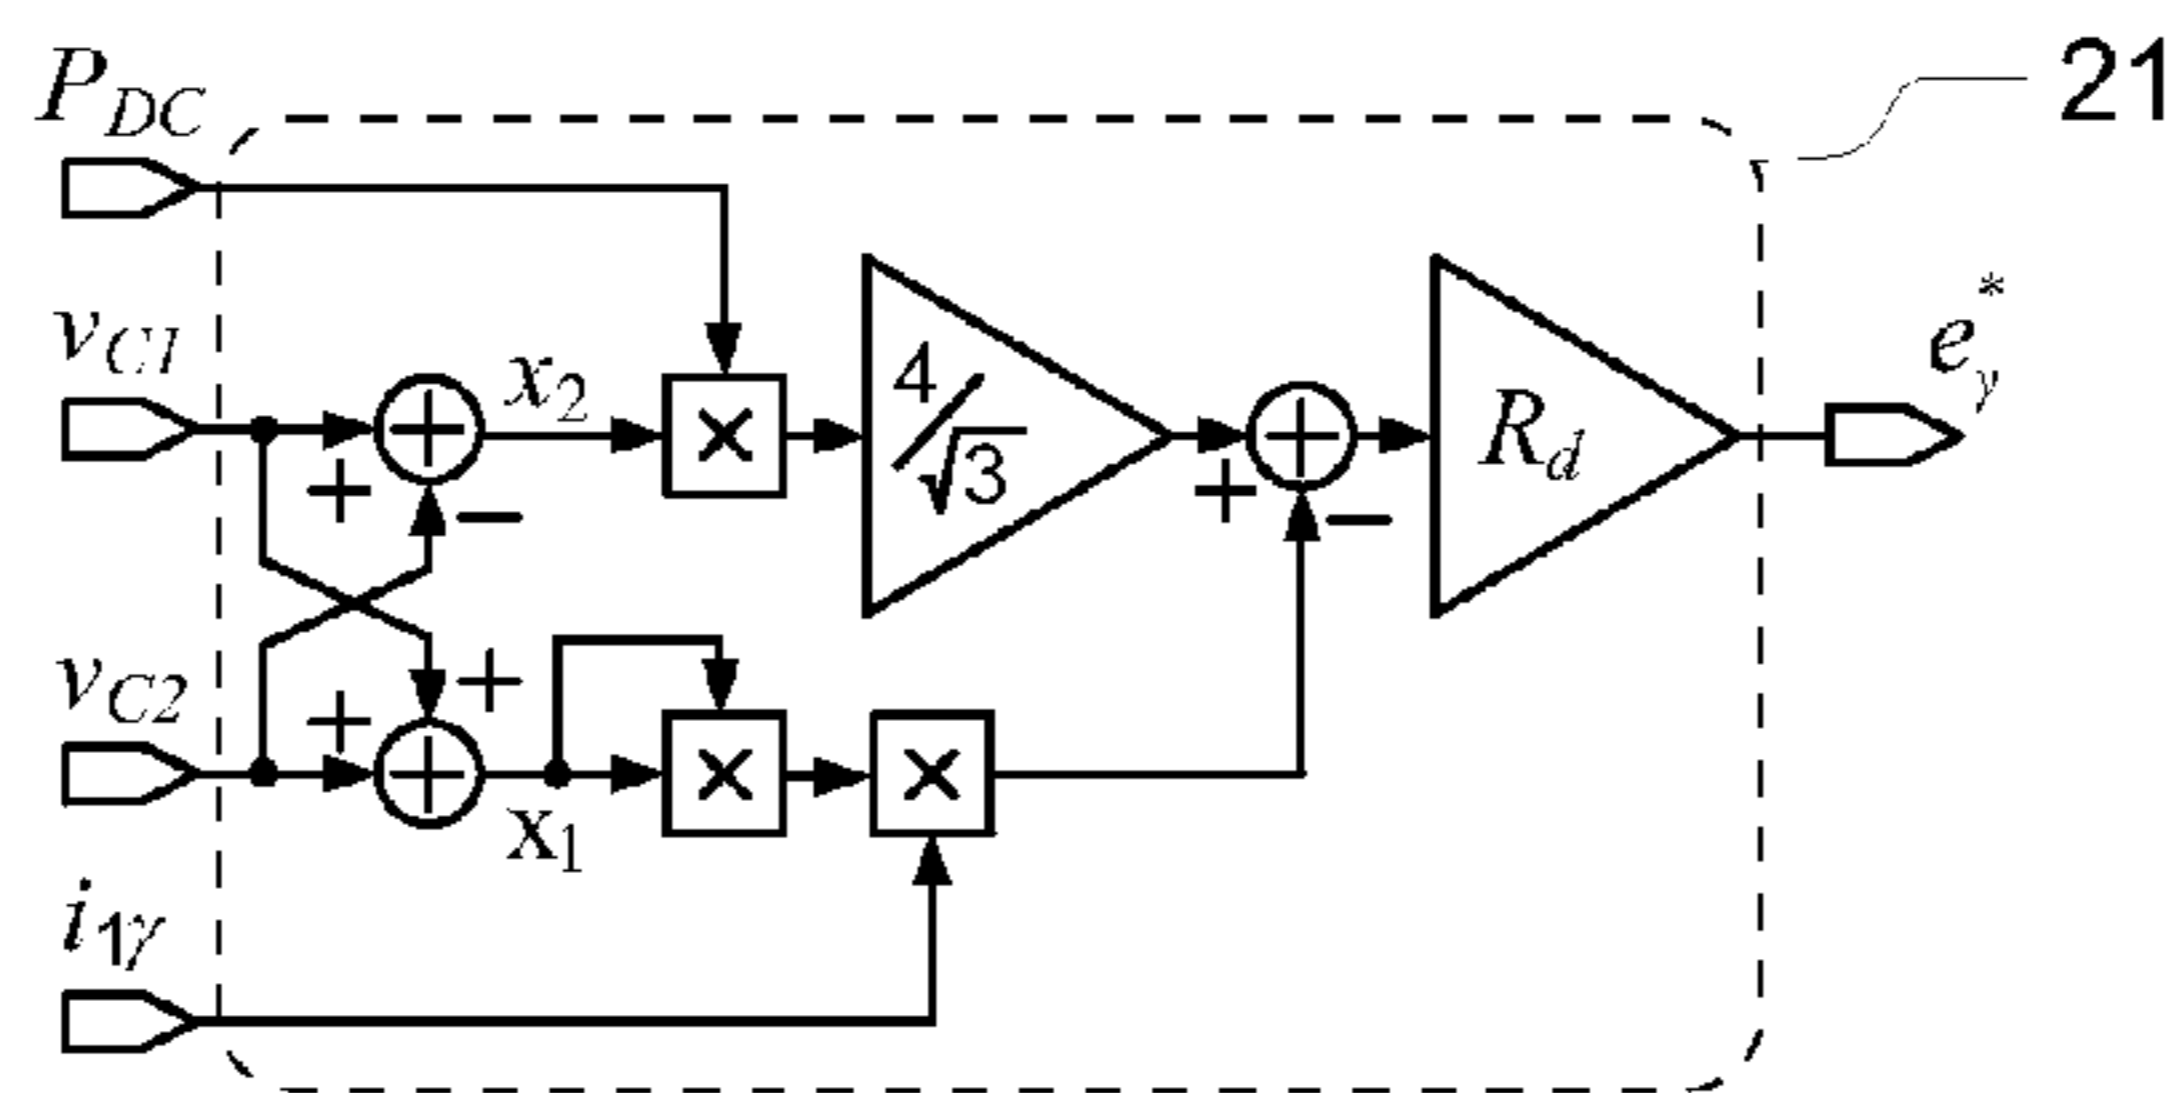 P_DC
21
v_C1
x_2
4/√3
R_d
e_γ^*
+
−
+
−
v_C2
+
+
x_1
i_1γ